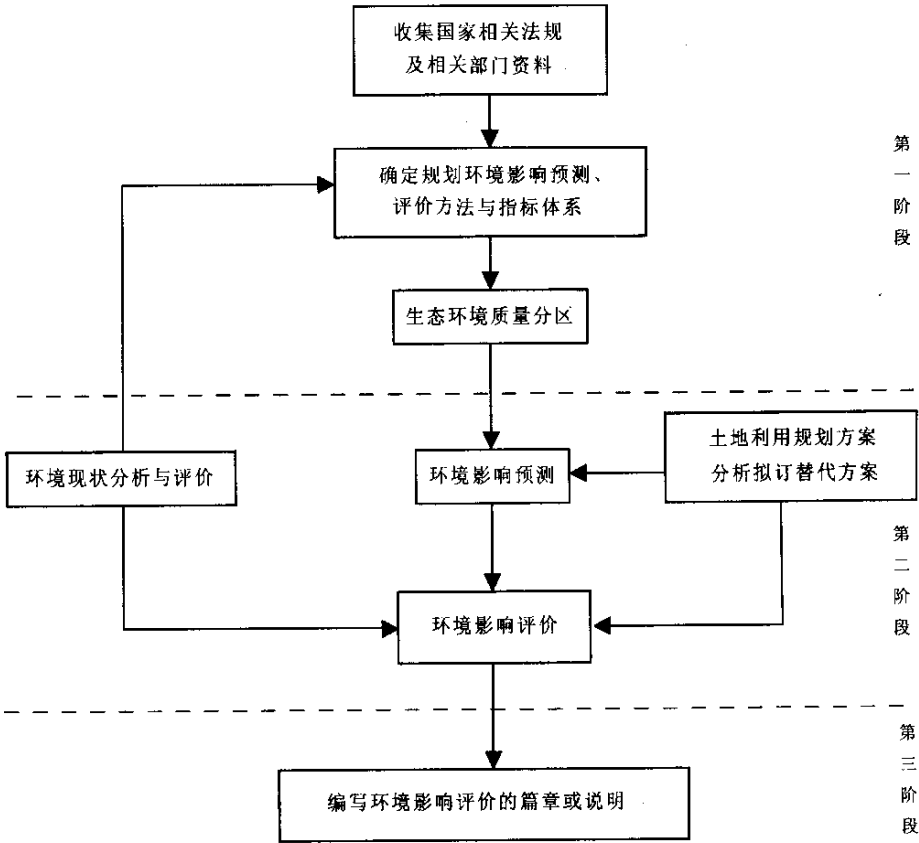 收集国家相关法规
及相关部门资料
确定规划环境影响预测、
评价方法与指标体系
生态环境质量分区
第一阶段
环境现状分析与评价
环境影响预测
土地利用规划方案
分析拟订替代方案
环境影响评价
第二阶段
编写环境影响评价的篇章或说明
第三阶段